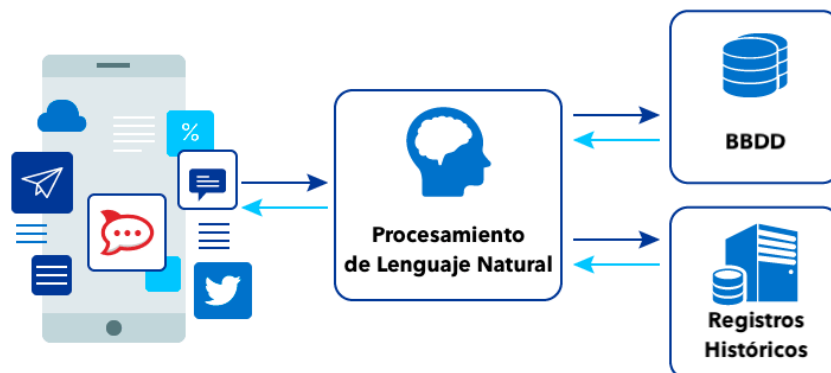 %
Procesamiento
de Lenguaje Natural
BBDD
Registros
Históricos